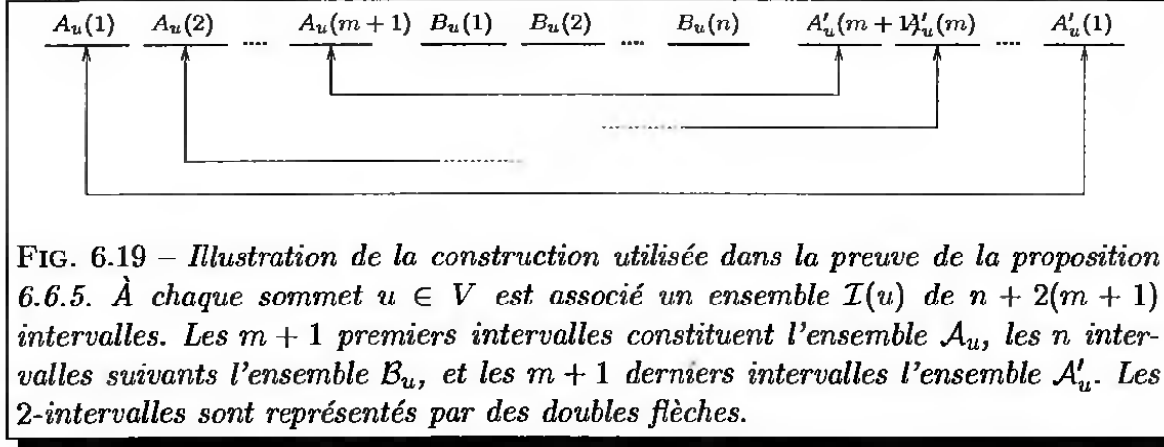 A_u(1) A_u(2) .... A_u(m + 1) B_u(1) B_u(2) .... B_u(n) A'_u(m + 1) A'_u(m) .... A'_u(1)
FIG. 6.19 – Illustration de la construction utilisée dans la preuve de la proposition
6.6.5. À chaque sommet u ∈ V est associé un ensemble I(u) de n + 2(m + 1)
intervalles. Les m + 1 premiers intervalles constituent l'ensemble A_u, les n inter-
valles suivants l'ensemble B_u, et les m + 1 derniers intervalles l'ensemble A'_u. Les
2-intervalles sont représentés par des doubles flèches.